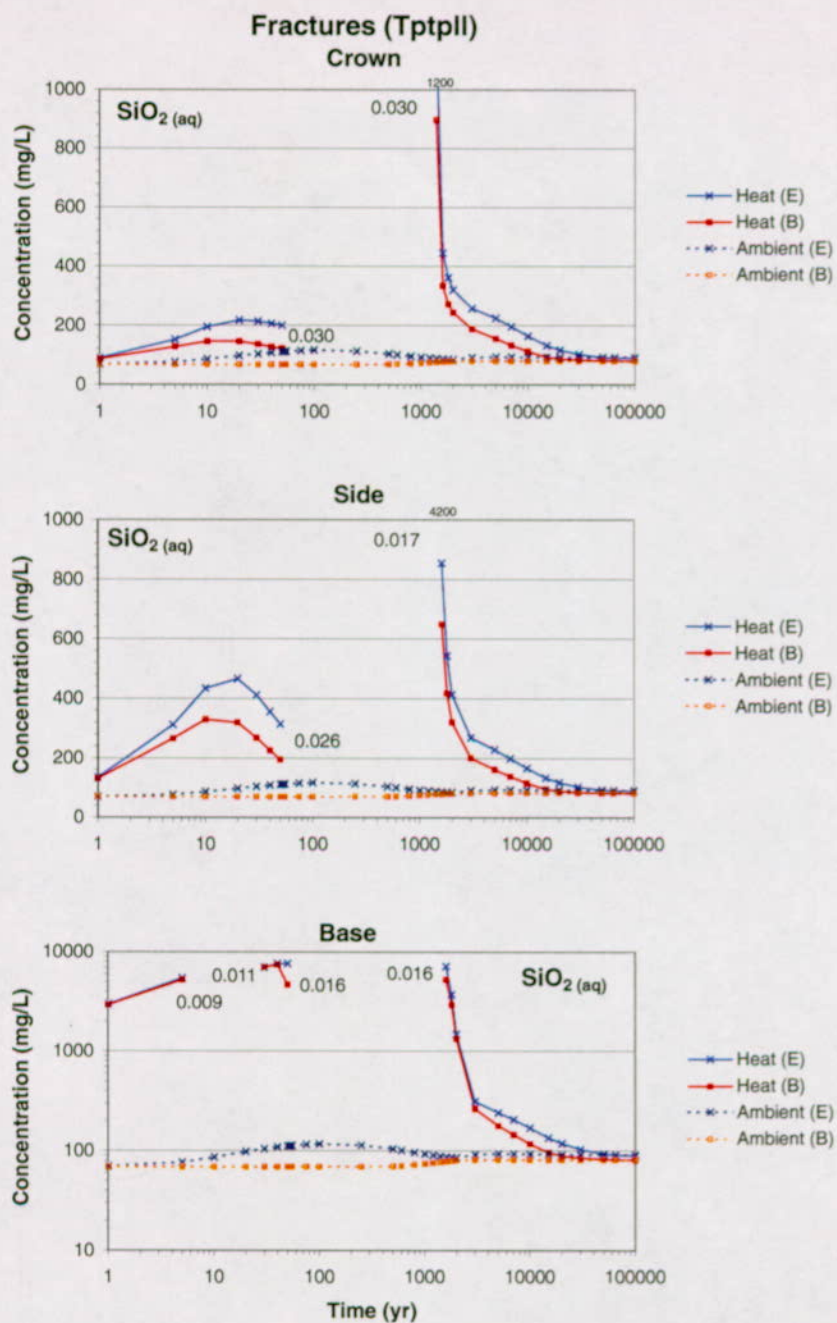 Fractures (Tptpll)
Crown
1000
800
600
400
200
0
Concentration (mg/L)
SiO2 (aq)
1200
0.030
0.030
1
10
100
1000
10000
100000
Heat (E)
Heat (B)
Ambient (E)
Ambient (B)
Side
1000
800
600
400
200
0
Concentration (mg/L)
SiO2 (aq)
4200
0.017
0.026
1
10
100
1000
10000
100000
Heat (E)
Heat (B)
Ambient (E)
Ambient (B)
Base
10000
1000
100
10
Concentration (mg/L)
0.009
0.011
0.016
0.016
SiO2 (aq)
1
10
100
1000
10000
100000
Time (yr)
Heat (E)
Heat (B)
Ambient (E)
Ambient (B)